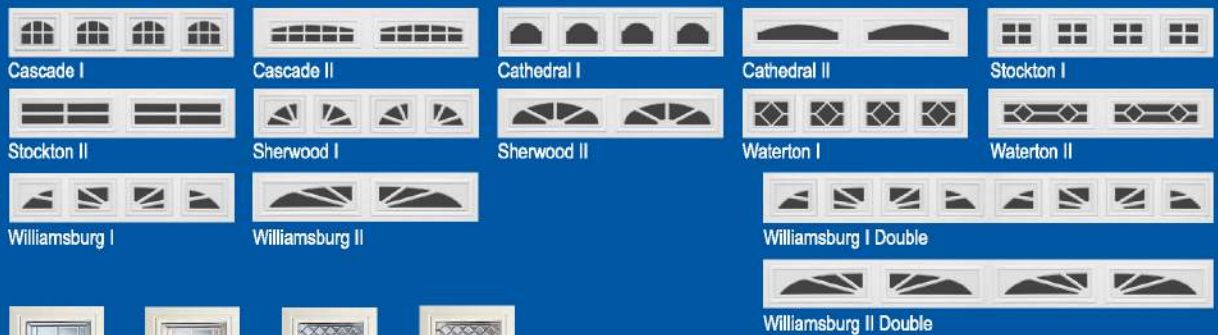 Cascade I
Cascade II
Cathedral I
Cathedral II
Stockton I
Stockton II
Sherwood I
Sherwood II
Waterton I
Waterton II
Williamsburg I
Williamsburg II
Williamsburg I Double
Williamsburg II Double